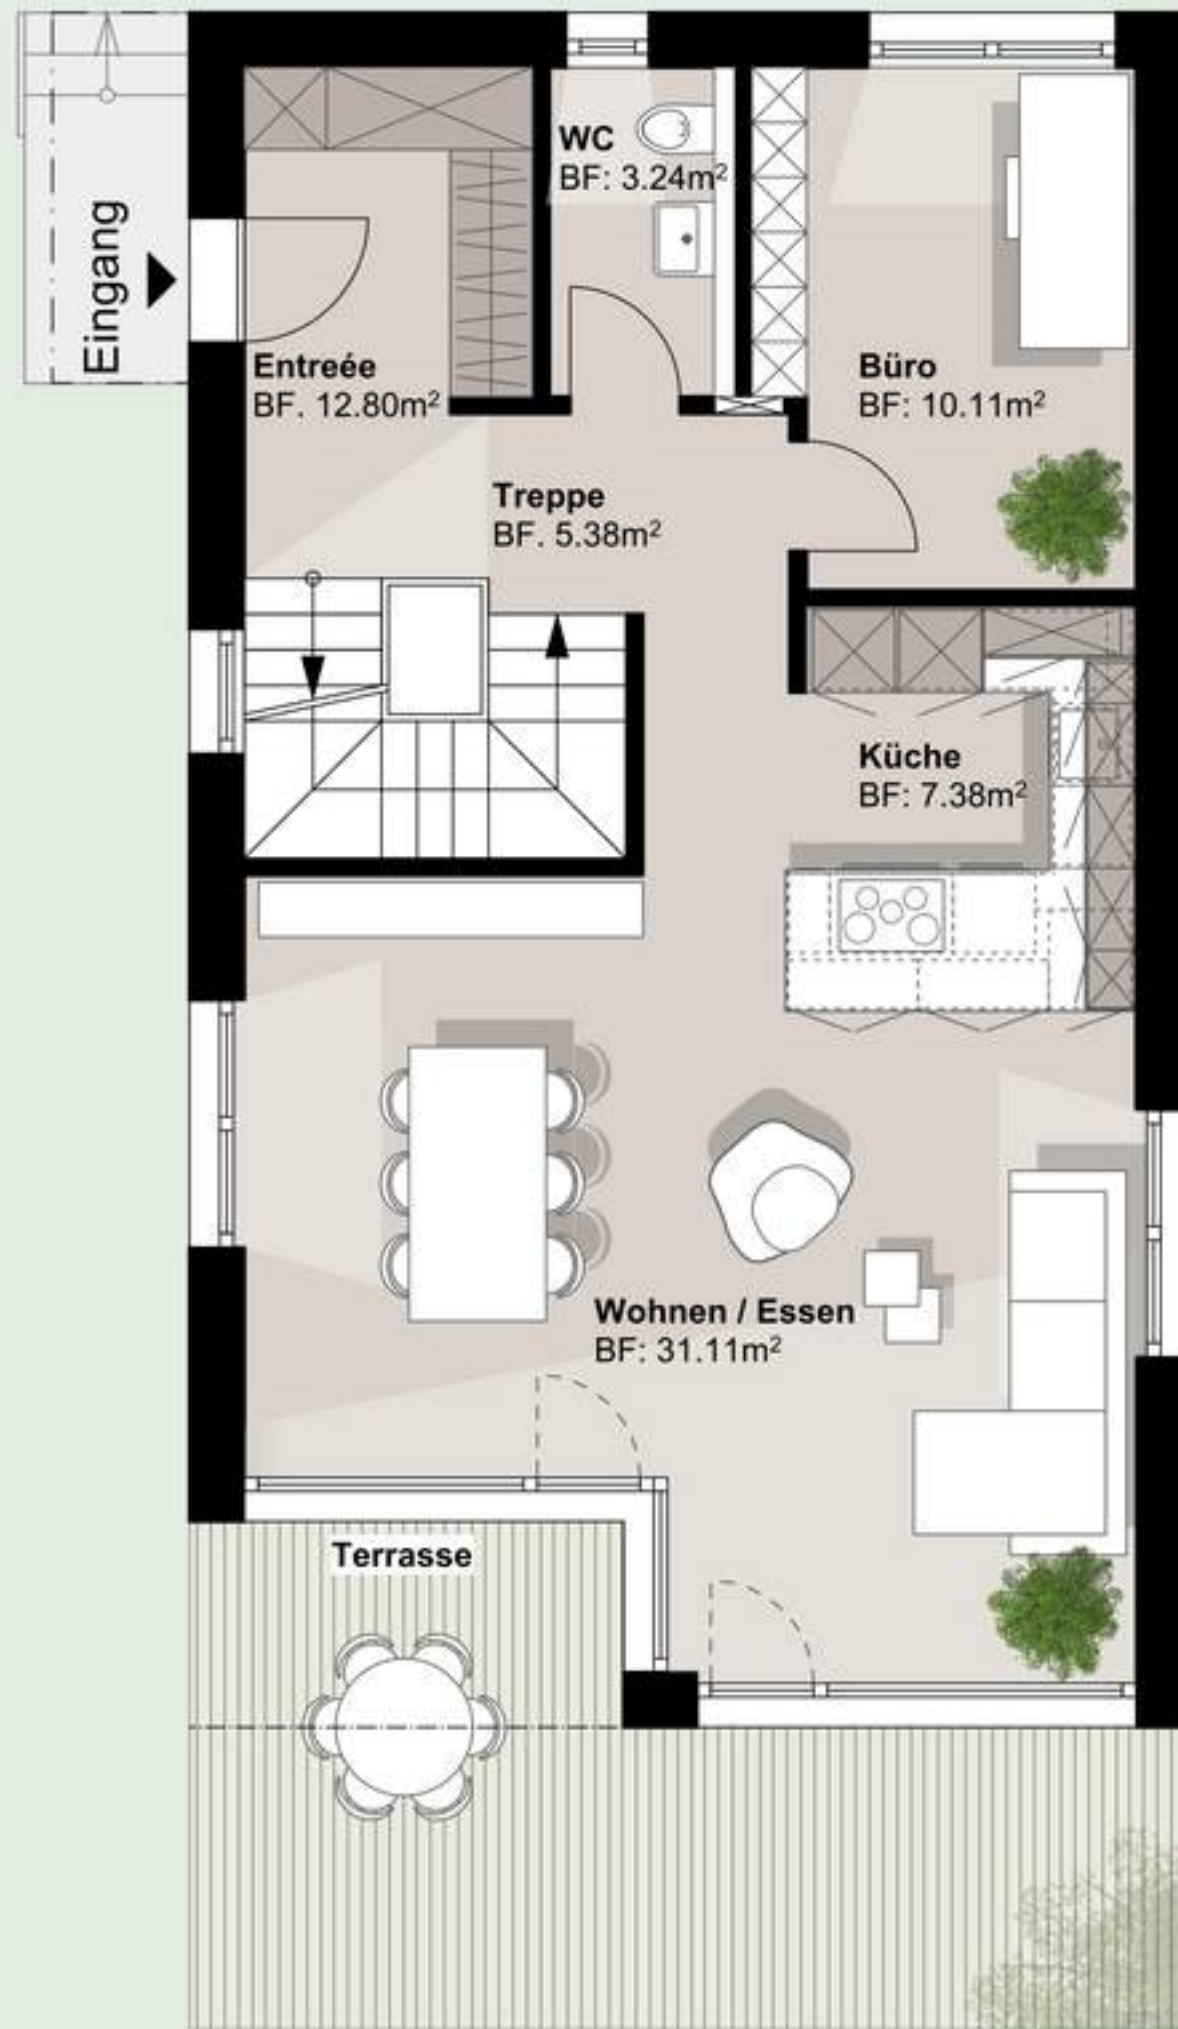 Eingang
WC
BF: 3.24m²
Entreée
BF. 12.80m²
Büro
BF: 10.11m²
Treppe
BF. 5.38m²
Küche
BF: 7.38m²
Wohnen / Essen
BF: 31.11m²
Terrasse